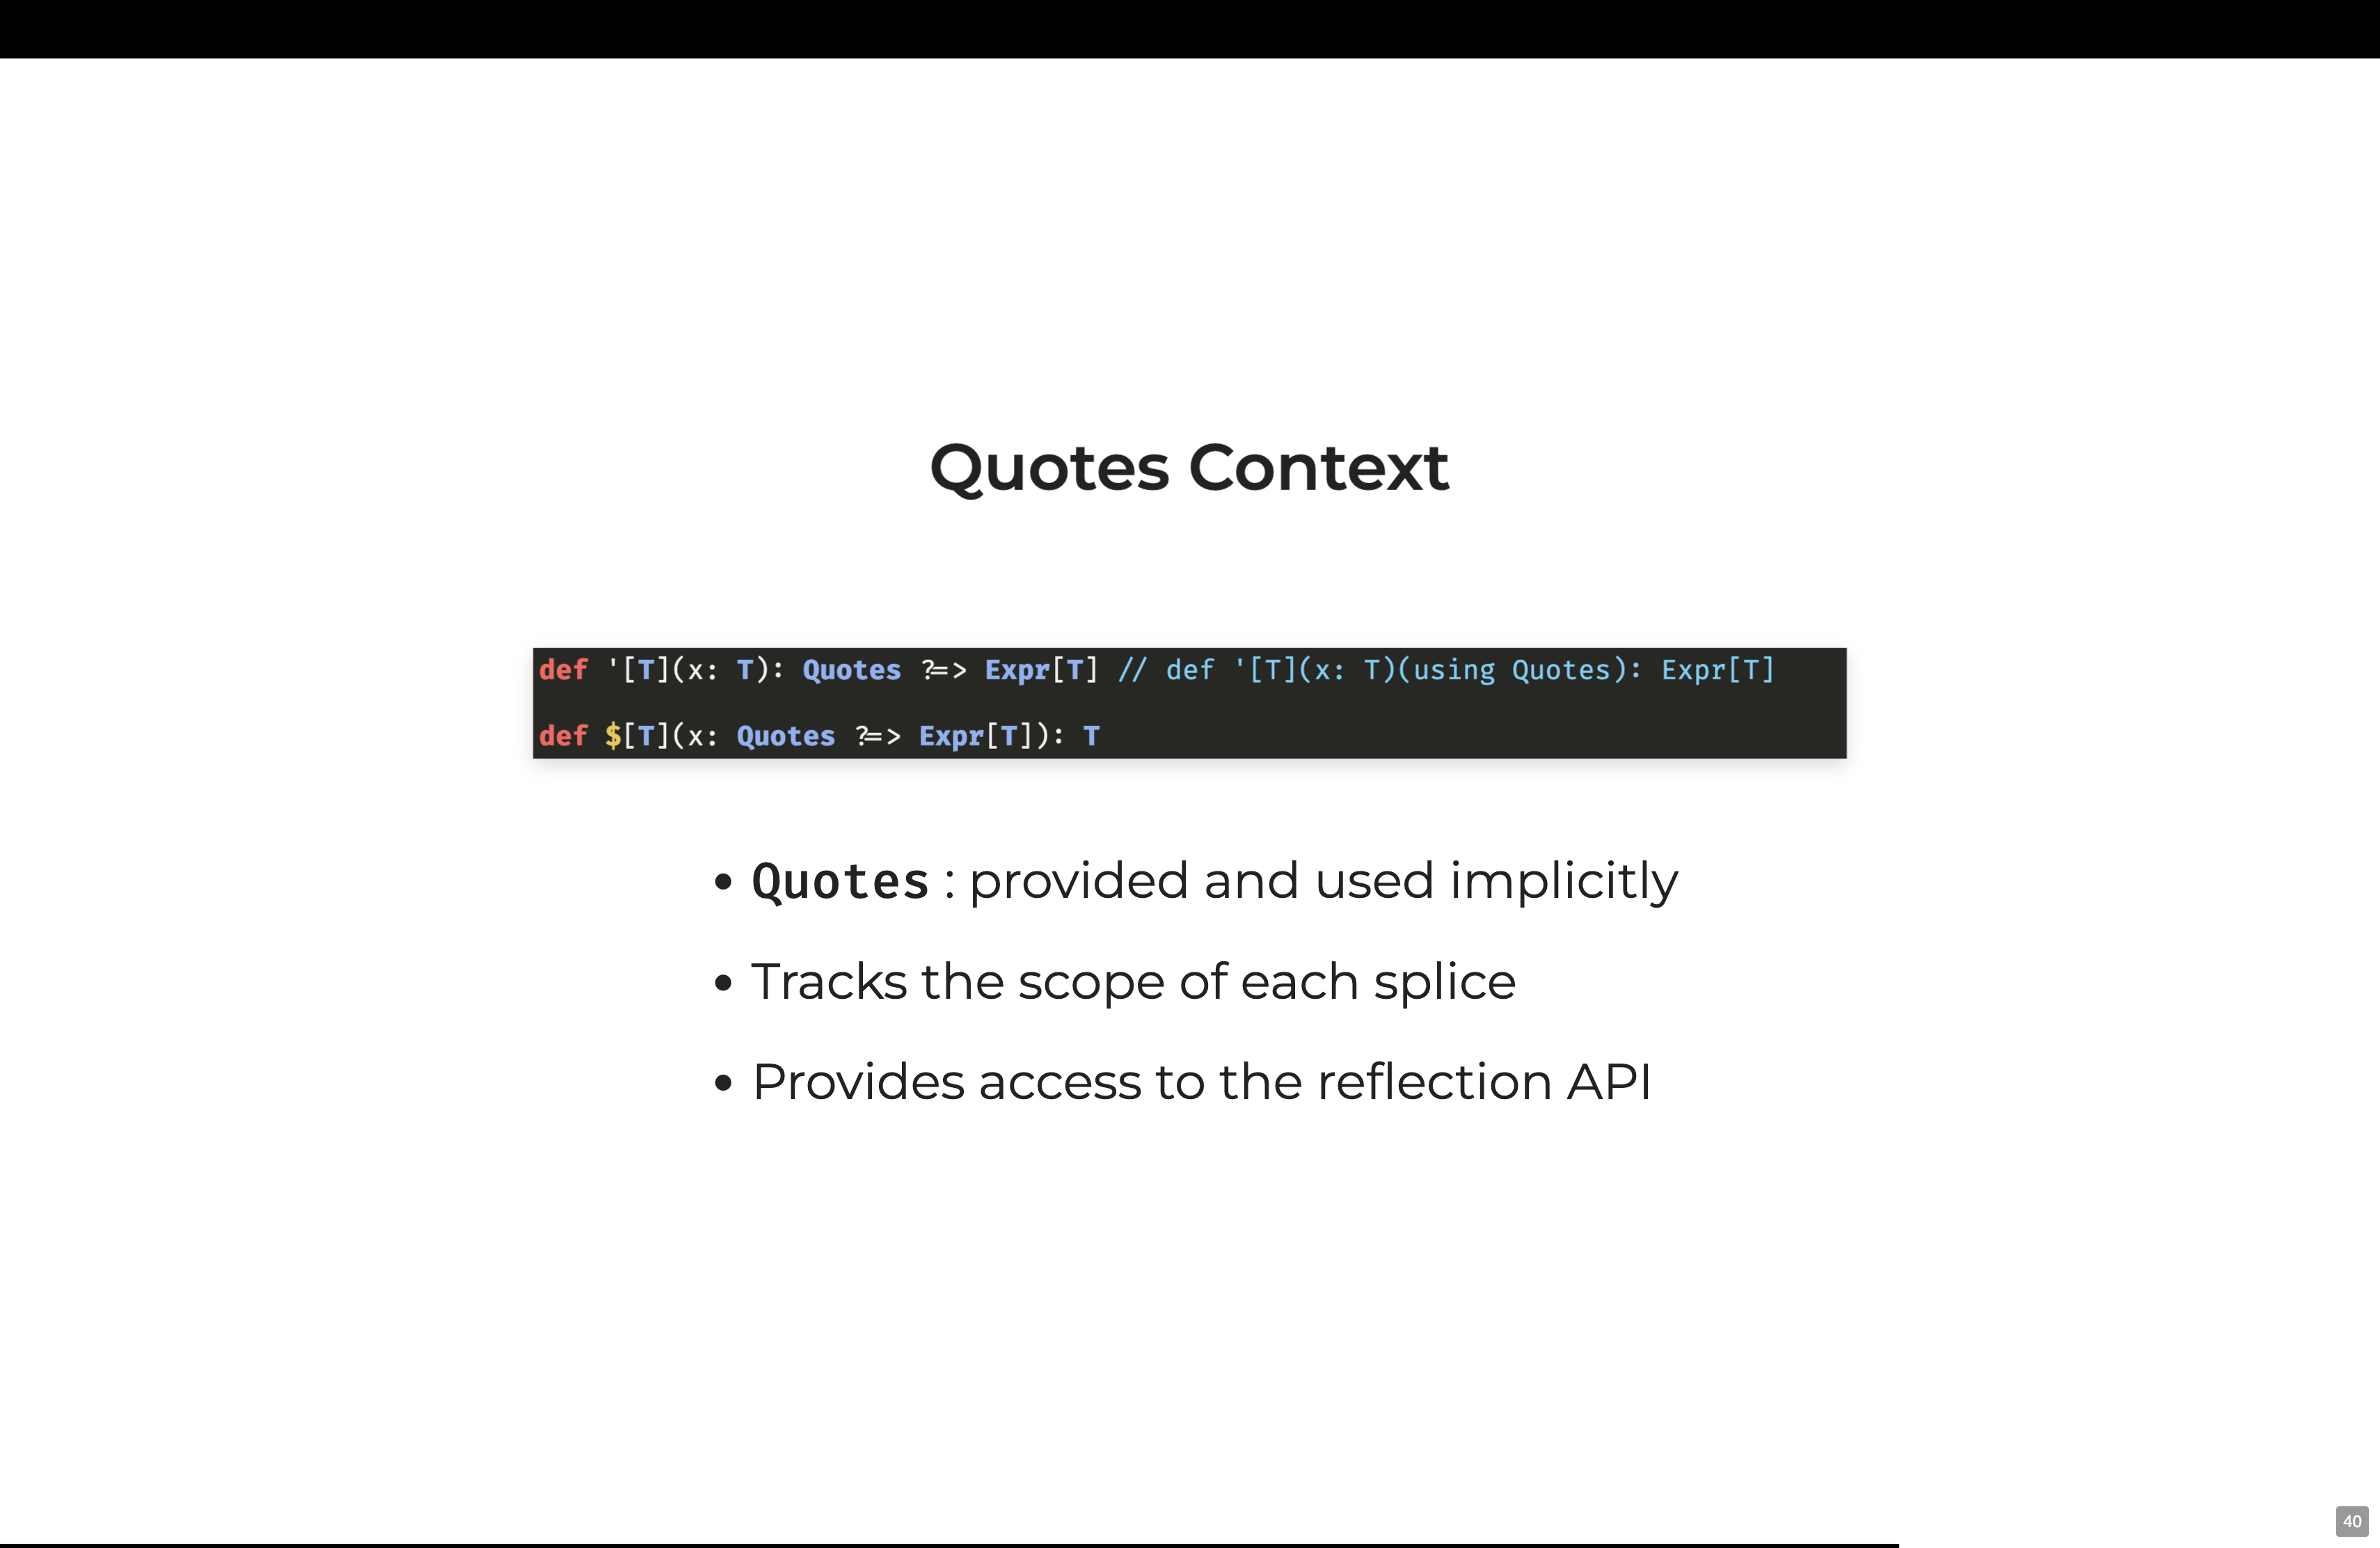 Quotes Context
def '[T](x: T): Quotes ?=> Expr[T] // def '[T](x: T)(using Quotes): Expr[T]
def $[T](x: Quotes ?=> Expr[T]): T
• Quotes : provided and used implicitly
• Tracks the scope of each splice
• Provides access to the reflection API
40